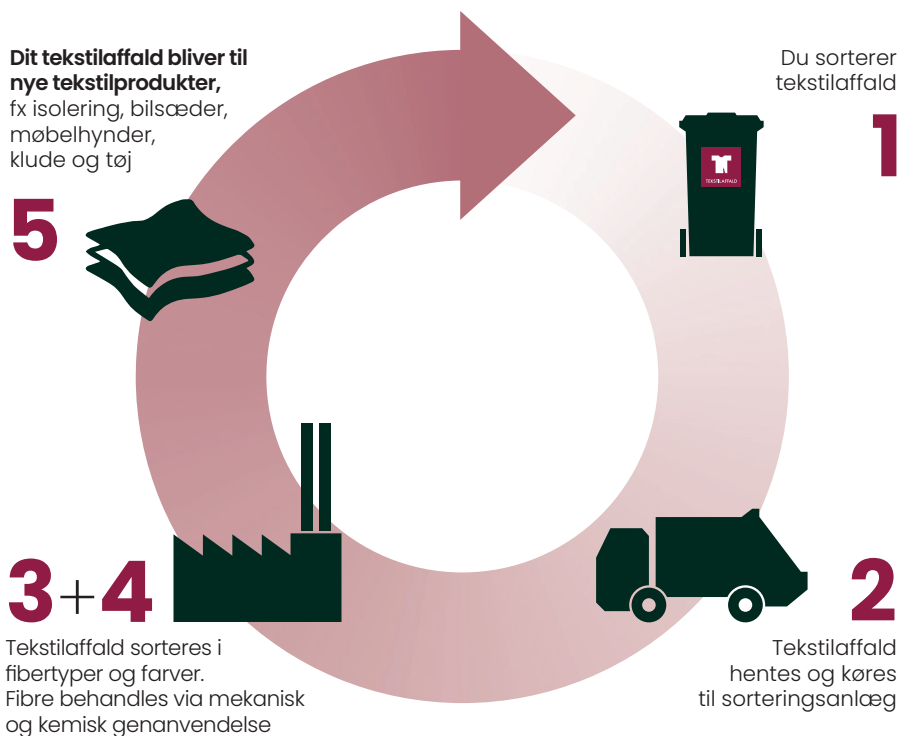 Du sorterer
tekstilaffald
1
TEKSTILAFFALD
2
Tekstilaffald
hentes og køres
til sorteringsanlæg
3+4
Tekstilaffald sorteres i
fibertyper og farver.
Fibre behandles via mekanisk
og kemisk genanvendelse
Dit tekstilaffald bliver til
nye tekstilprodukter,
fx isolering, bilsæder,
møbelhynder,
klude og tøj
5